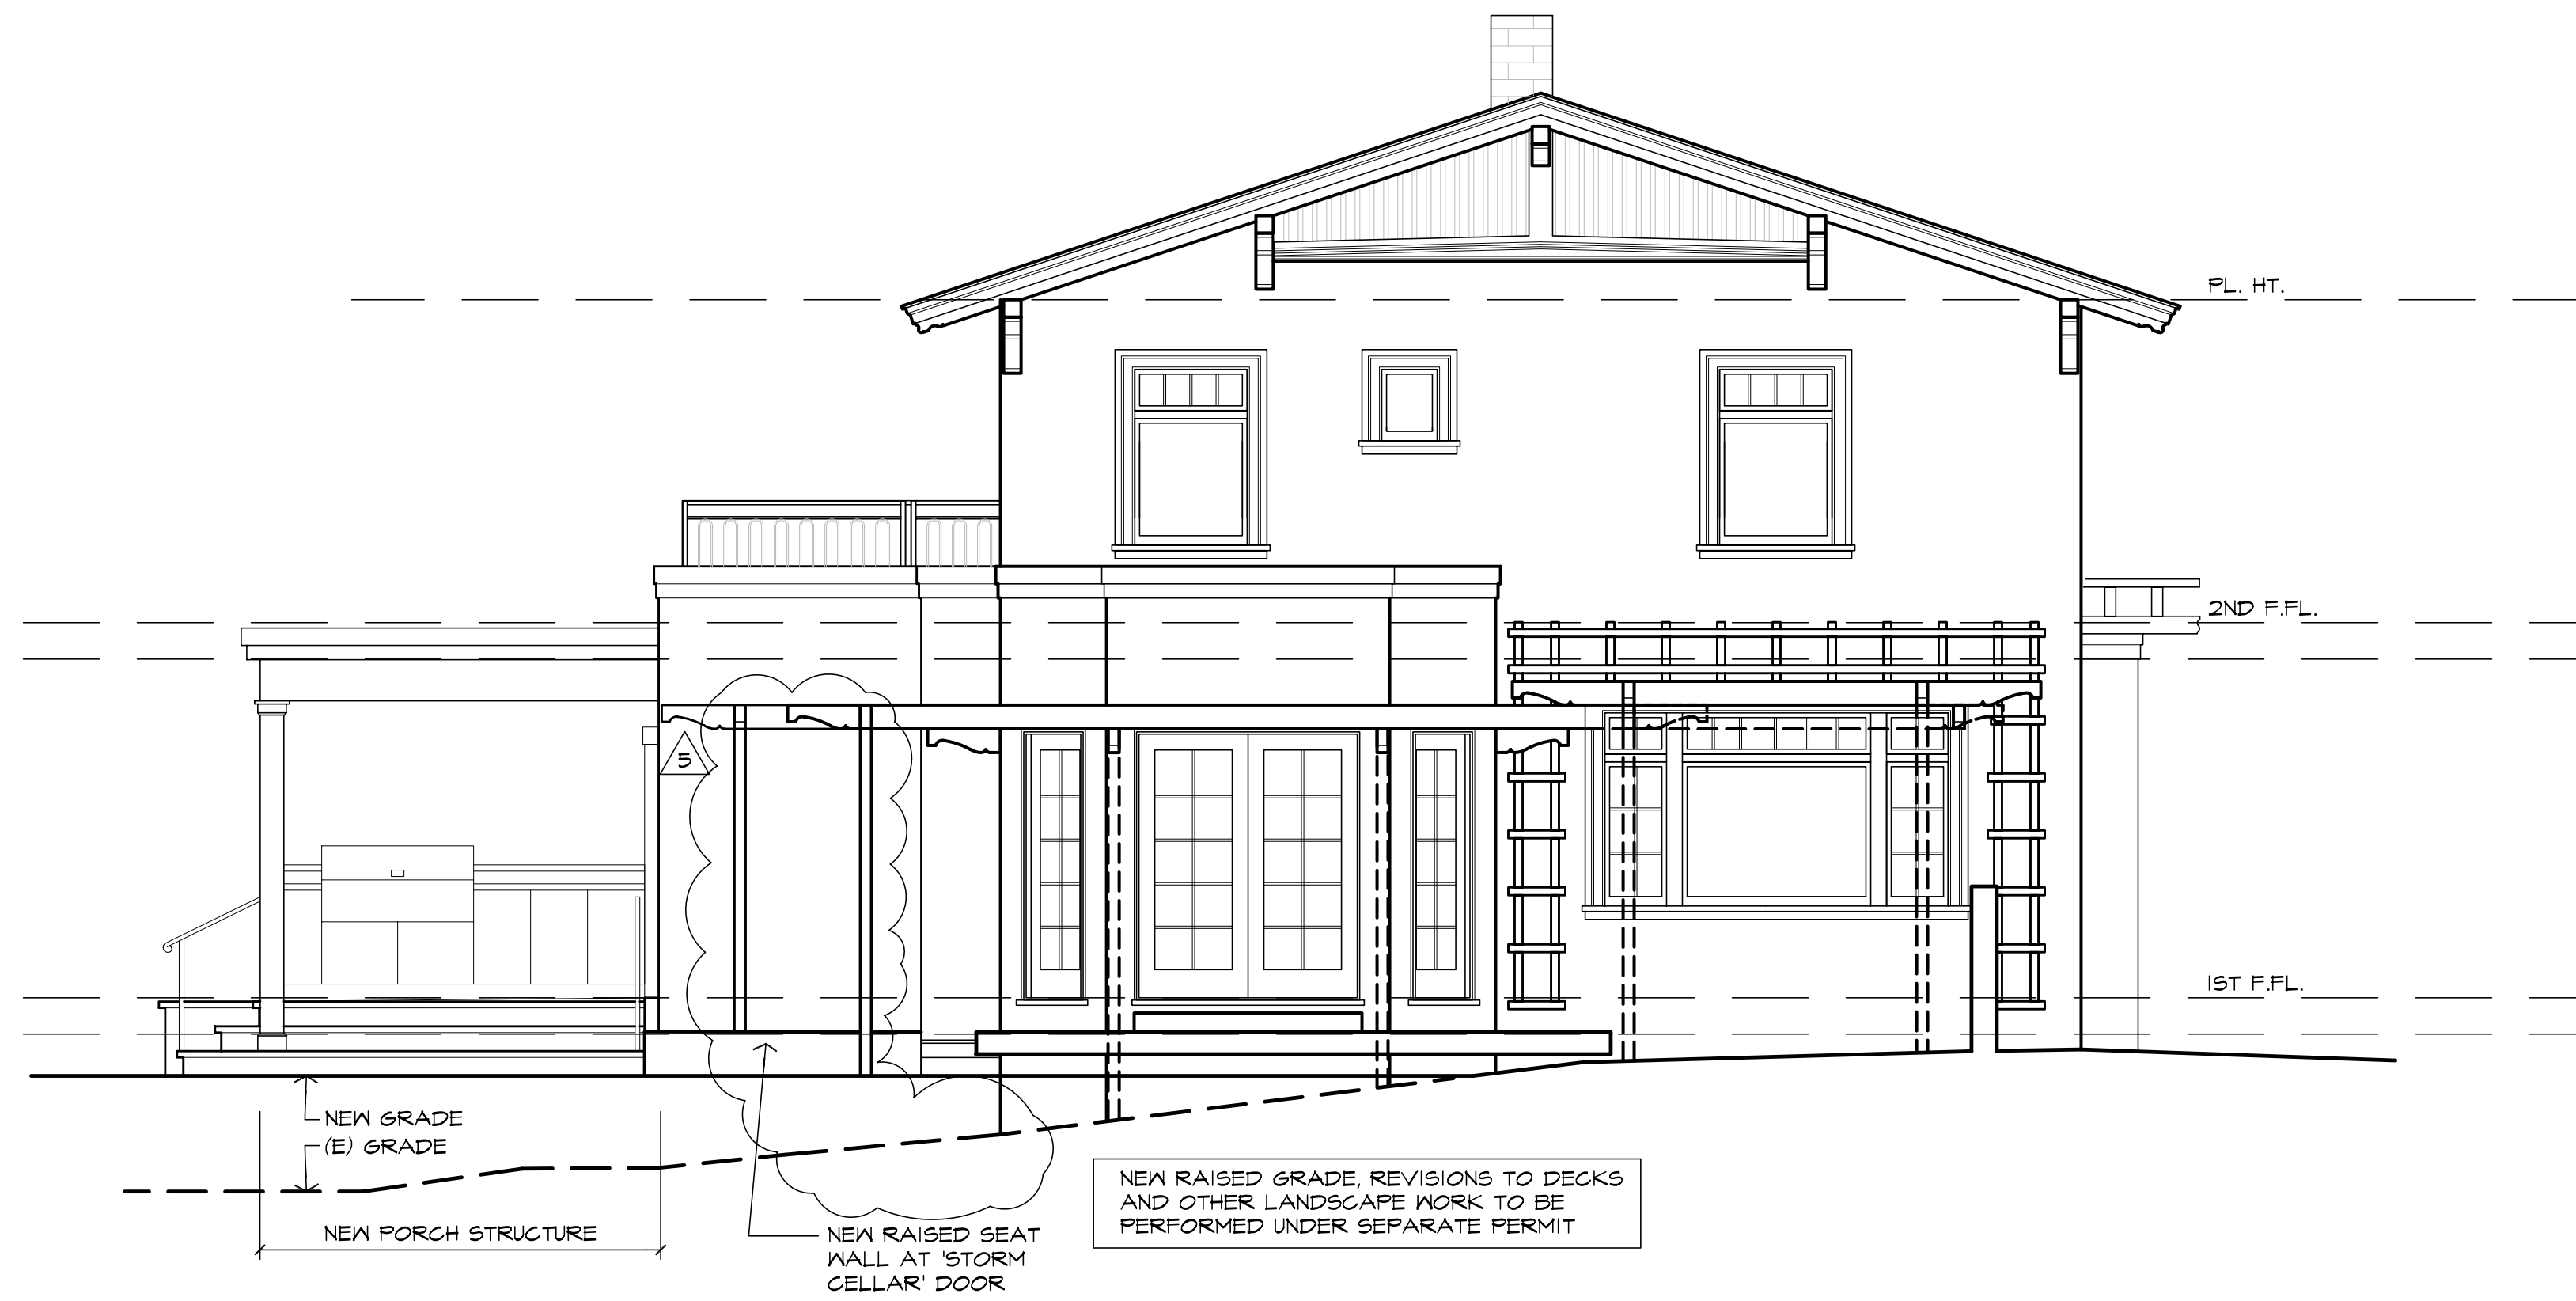 PL. HT.
2ND F.FL.
5
1ST F.FL.
NEW GRADE
(E) GRADE
NEW PORCH STRUCTURE
NEW RAISED SEAT
WALL AT 'STORM
CELLAR' DOOR
NEW RAISED GRADE, REVISIONS TO DECKS
AND OTHER LANDSCAPE WORK TO BE
PERFORMED UNDER SEPARATE PERMIT